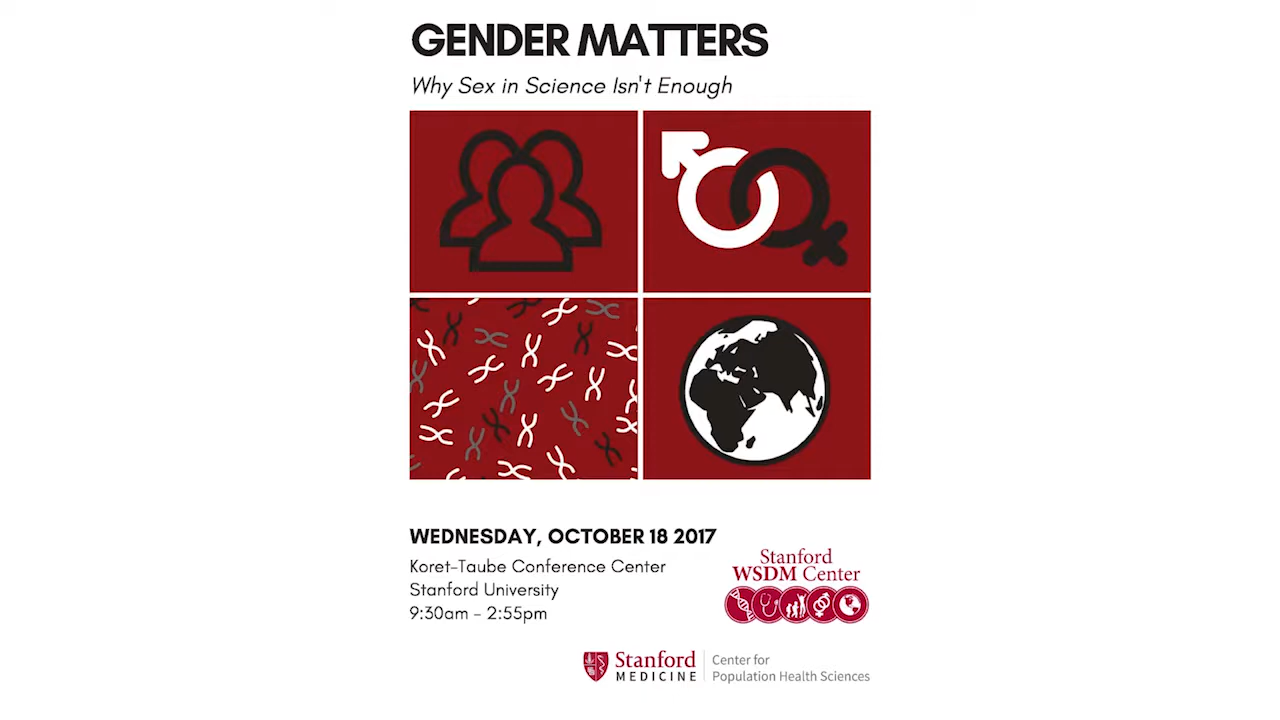 GENDER MATTERS
Why Sex in Science Isn't Enough
WEDNESDAY, OCTOBER 18 2017
Koret-Taube Conference Center
Stanford University
9:30am - 2:55pm
Stanford
WSDM Center
Stanford
MEDICINE
Center for
Population Health Sciences